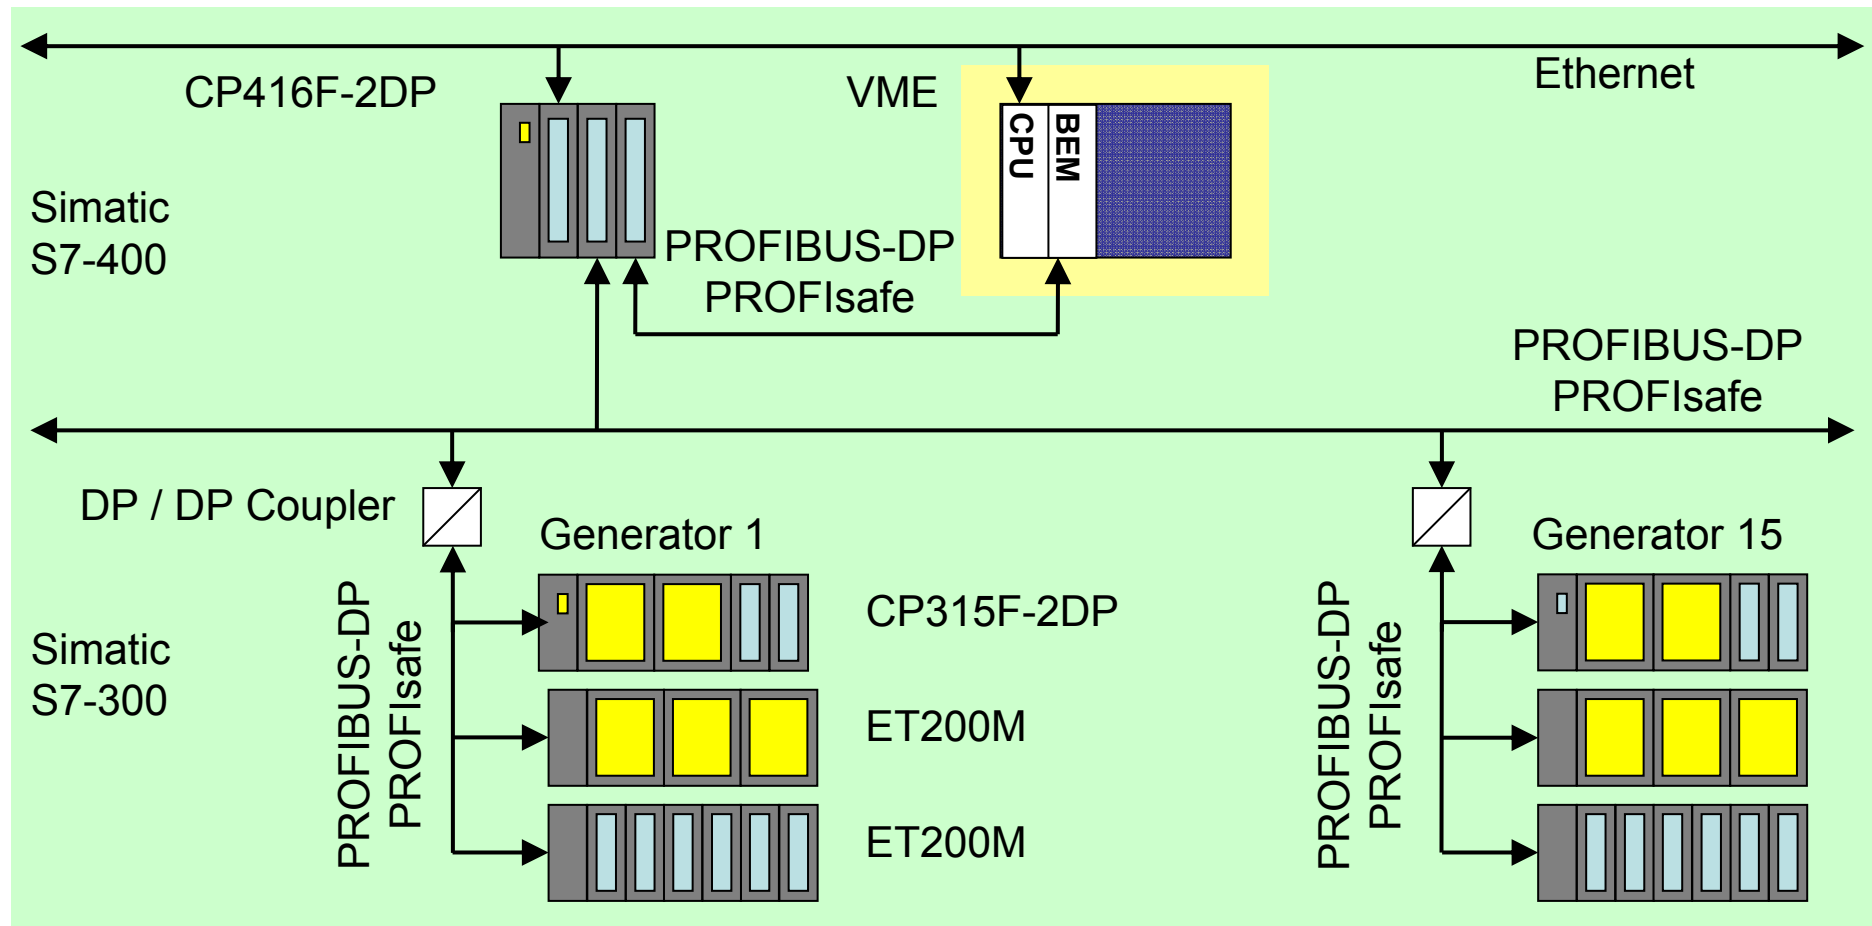 Ethernet
CP416F-2DP
VME
CPU
BEM
Simatic
S7-400
PROFIBUS-DP
PROFIsafe
PROFIBUS-DP
PROFIsafe
DP / DP Coupler
Generator 1
Generator 15
PROFIBUS-DP
PROFIsafe
CP315F-2DP
PROFIBUS-DP
PROFIsafe
Simatic
S7-300
ET200M
ET200M